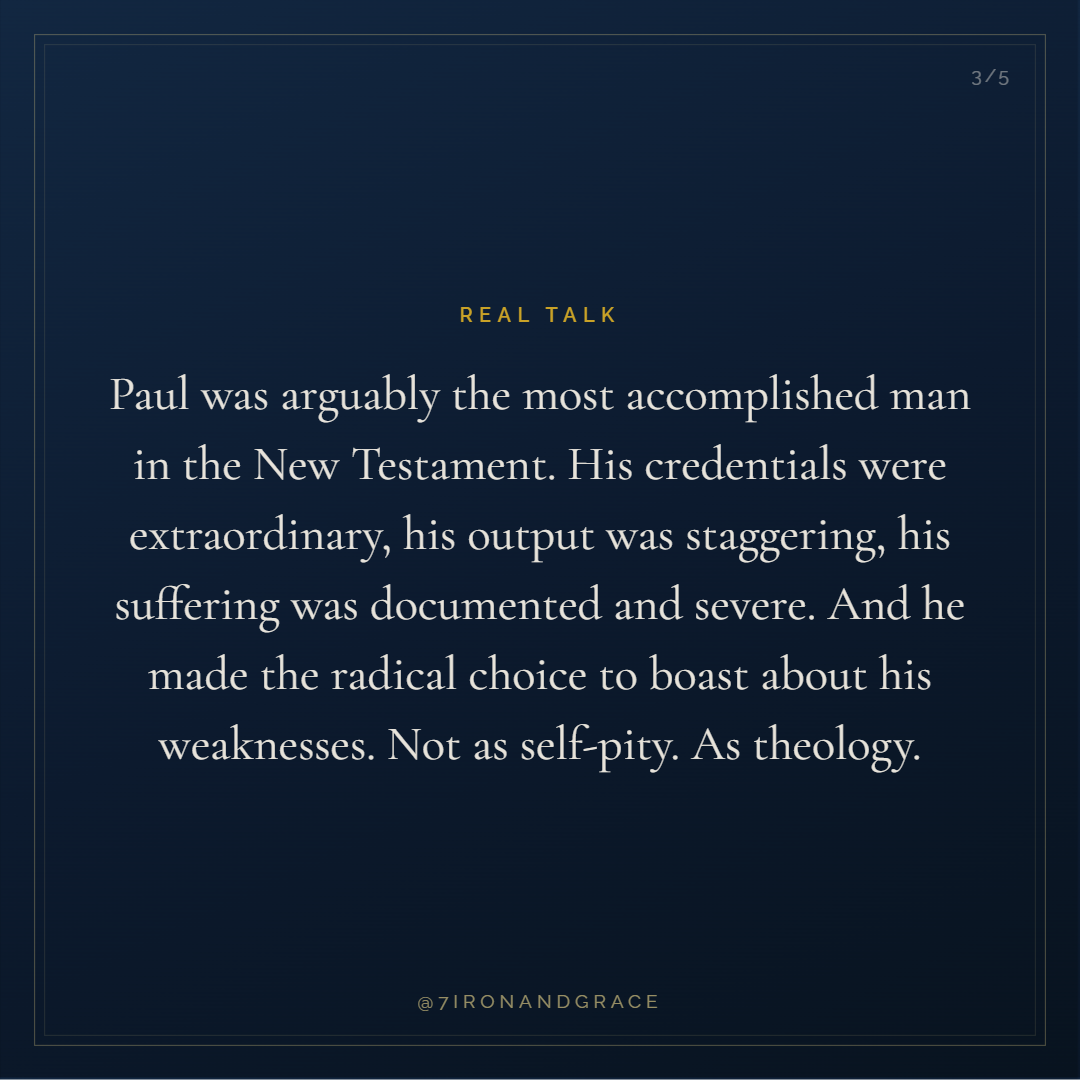 3/5
REAL TALK
Paul was arguably the most accomplished man
in the New Testament. His credentials were
extraordinary, his output was staggering, his
suffering was documented and severe. And he
made the radical choice to boast about his
weaknesses. Not as self-pity. As theology.
@7IRONANDGRACE